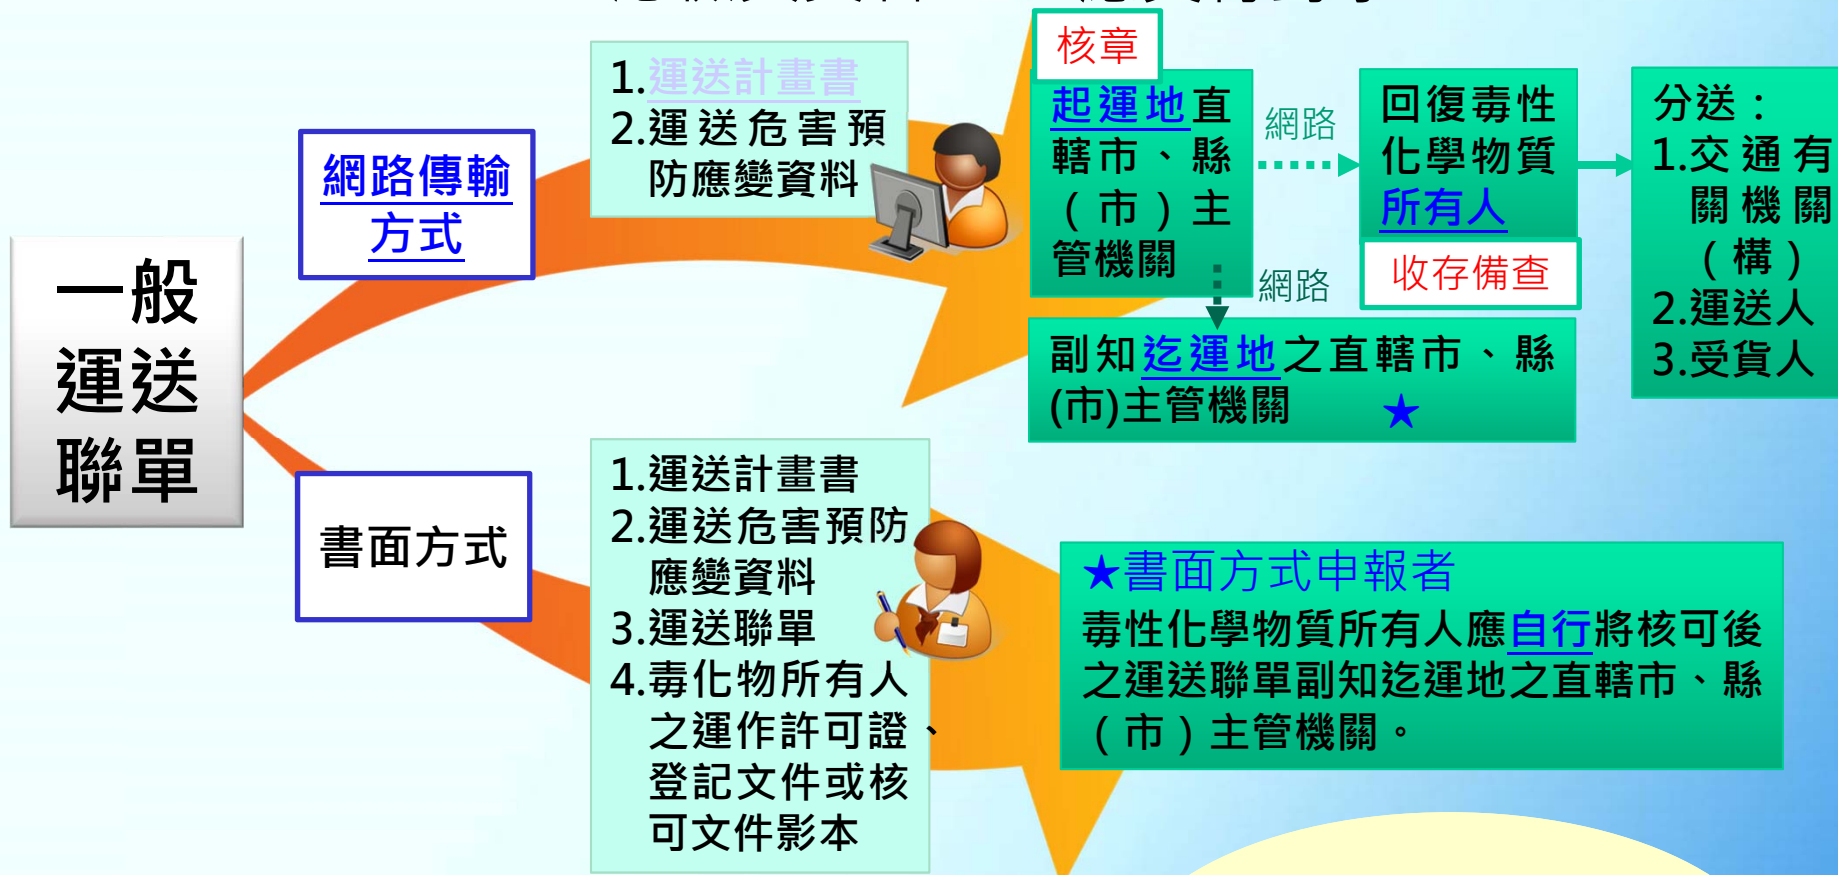 一般
運送
聯單
網路傳輸
方式
1.運送計畫書
2.運送危害預
防應變資料
核章
起運地直
轄市、縣
（市）主
管機關
網路
回復毒性
化學物質
所有人
收存備查
分送：
1.交通有
關機關
（構）
2.運送人
3.受貨人
網路
副知迄運地之直轄市、縣
(市)主管機關 ★
書面方式
1.運送計畫書
2.運送危害預防
應變資料
3.運送聯單
4.毒化物所有人
之運作許可證、
登記文件或核
可文件影本
★書面方式申報者
毒性化學物質所有人應自行將核可後
之運送聯單副知迄運地之直轄市、縣
（市）主管機關。